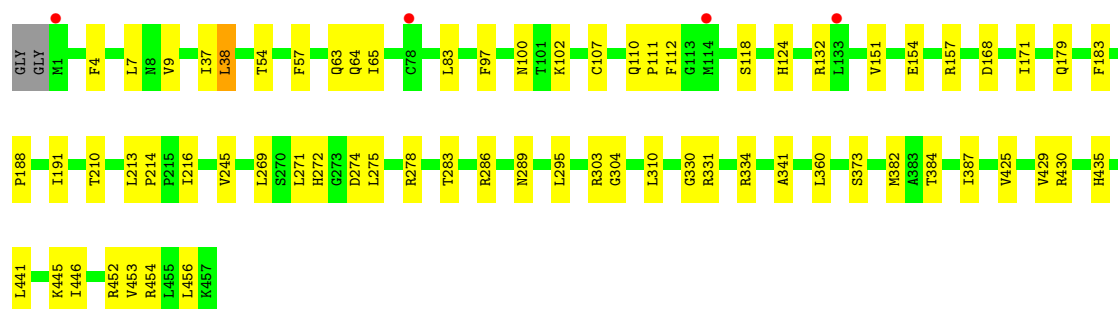 GLY GLY M1 F4 L7 N8 V9 I37 L38 T54 F57 Q63 Q64 I65 C78 L83 F97 N100 T101 K102 C107 Q110 P111 F112 G113 M114 S118 H124 R132 L133 V151 E154 R157 D168 I171 Q179 F183
P188 I191 T210 L213 P214 P215 I216 V245 L269 S270 L271 H272 G273 D274 L275 R278 T283 R286 N289 L295 R303 G304 L310 G330 R331 R334 A341 L360 S373 M382 A383 T384 I387 V425 V429 R430 H435
L441 K445 I446 R452 V453 R454 L455 L456 K457